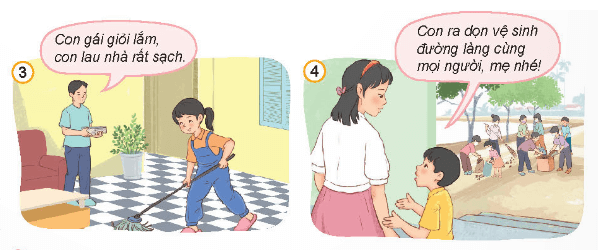 3
Con gái giỏi lắm,
con lau nhà rất sạch.
4
Con ra dọn vệ sinh
đường làng cùng
mọi người, mẹ nhé!